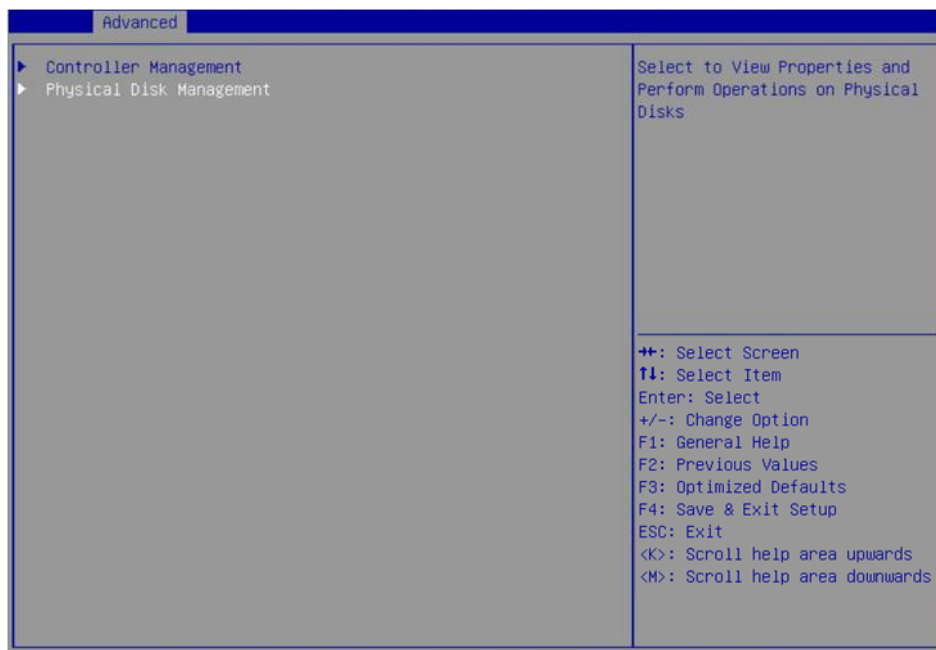 Advanced
Controller Management
Physical Disk Management
Select to View Properties and
Perform Operations on Physical
Disks
→←: Select Screen
↑↓: Select Item
Enter: Select
+/-: Change Option
F1: General Help
F2: Previous Values
F3: Optimized Defaults
F4: Save & Exit Setup
ESC: Exit
<K>: Scroll help area upwards
<M>: Scroll help area downwards